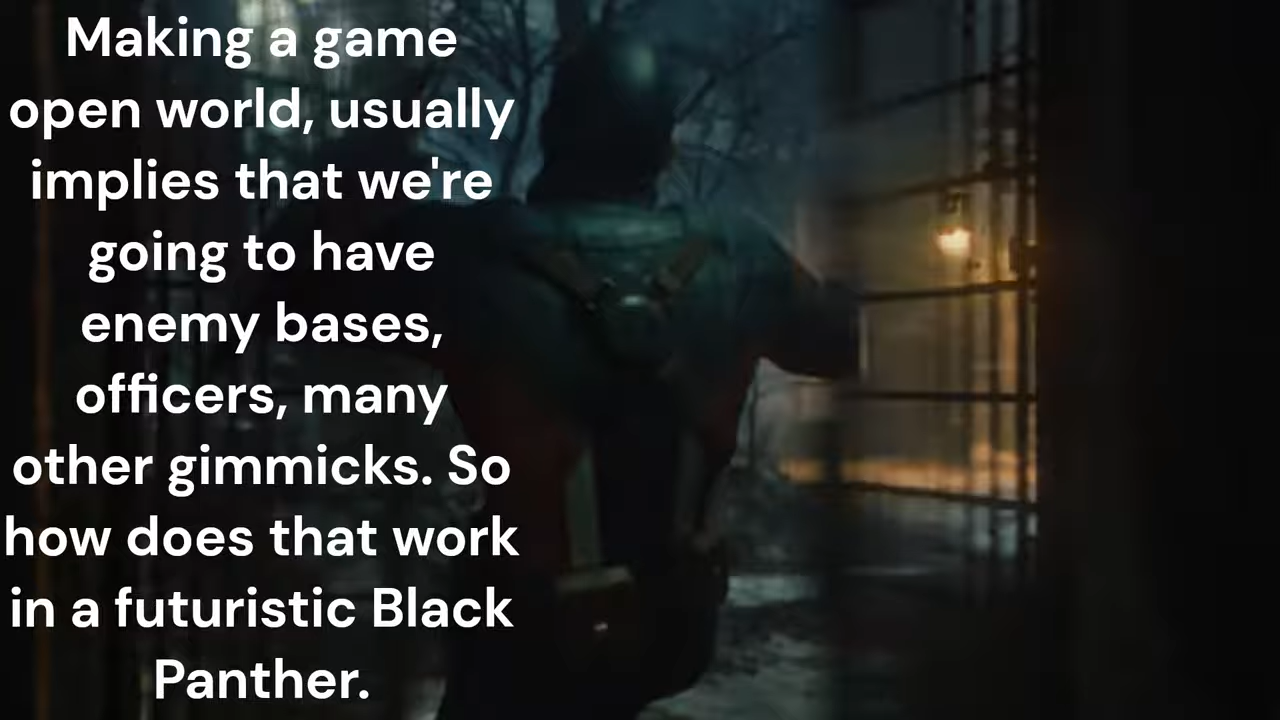 Making a game
open world, usually
implies that we're
going to have
enemy bases,
officers, many
other gimmicks. So
how does that work
in a futuristic Black
Panther.